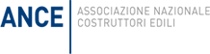 ANCE
ASSOCIAZIONE NAZIONALE
COSTRUTTORI EDILI